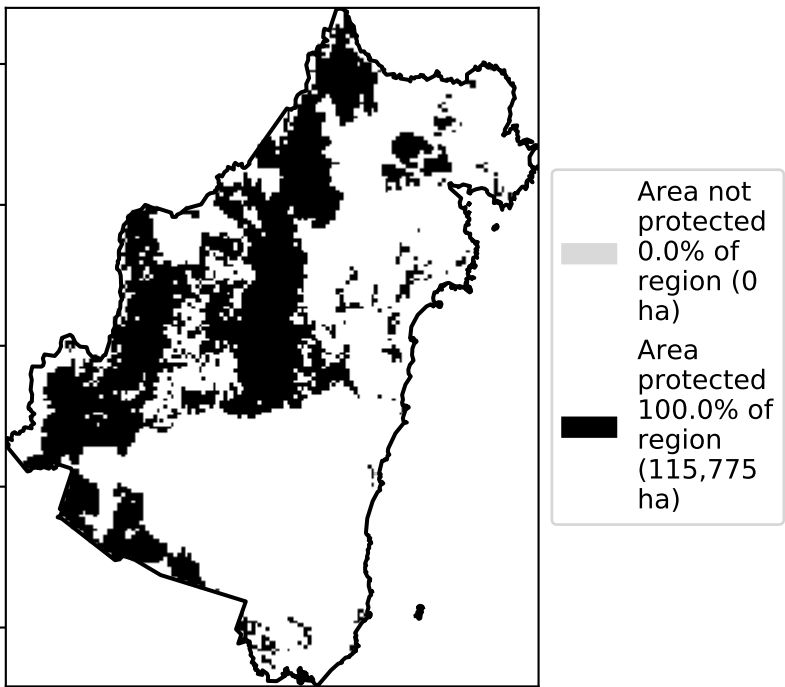 Area not
protected
0.0% of
region (0
ha)
Area
protected
100.0% of
region
(115,775
ha)